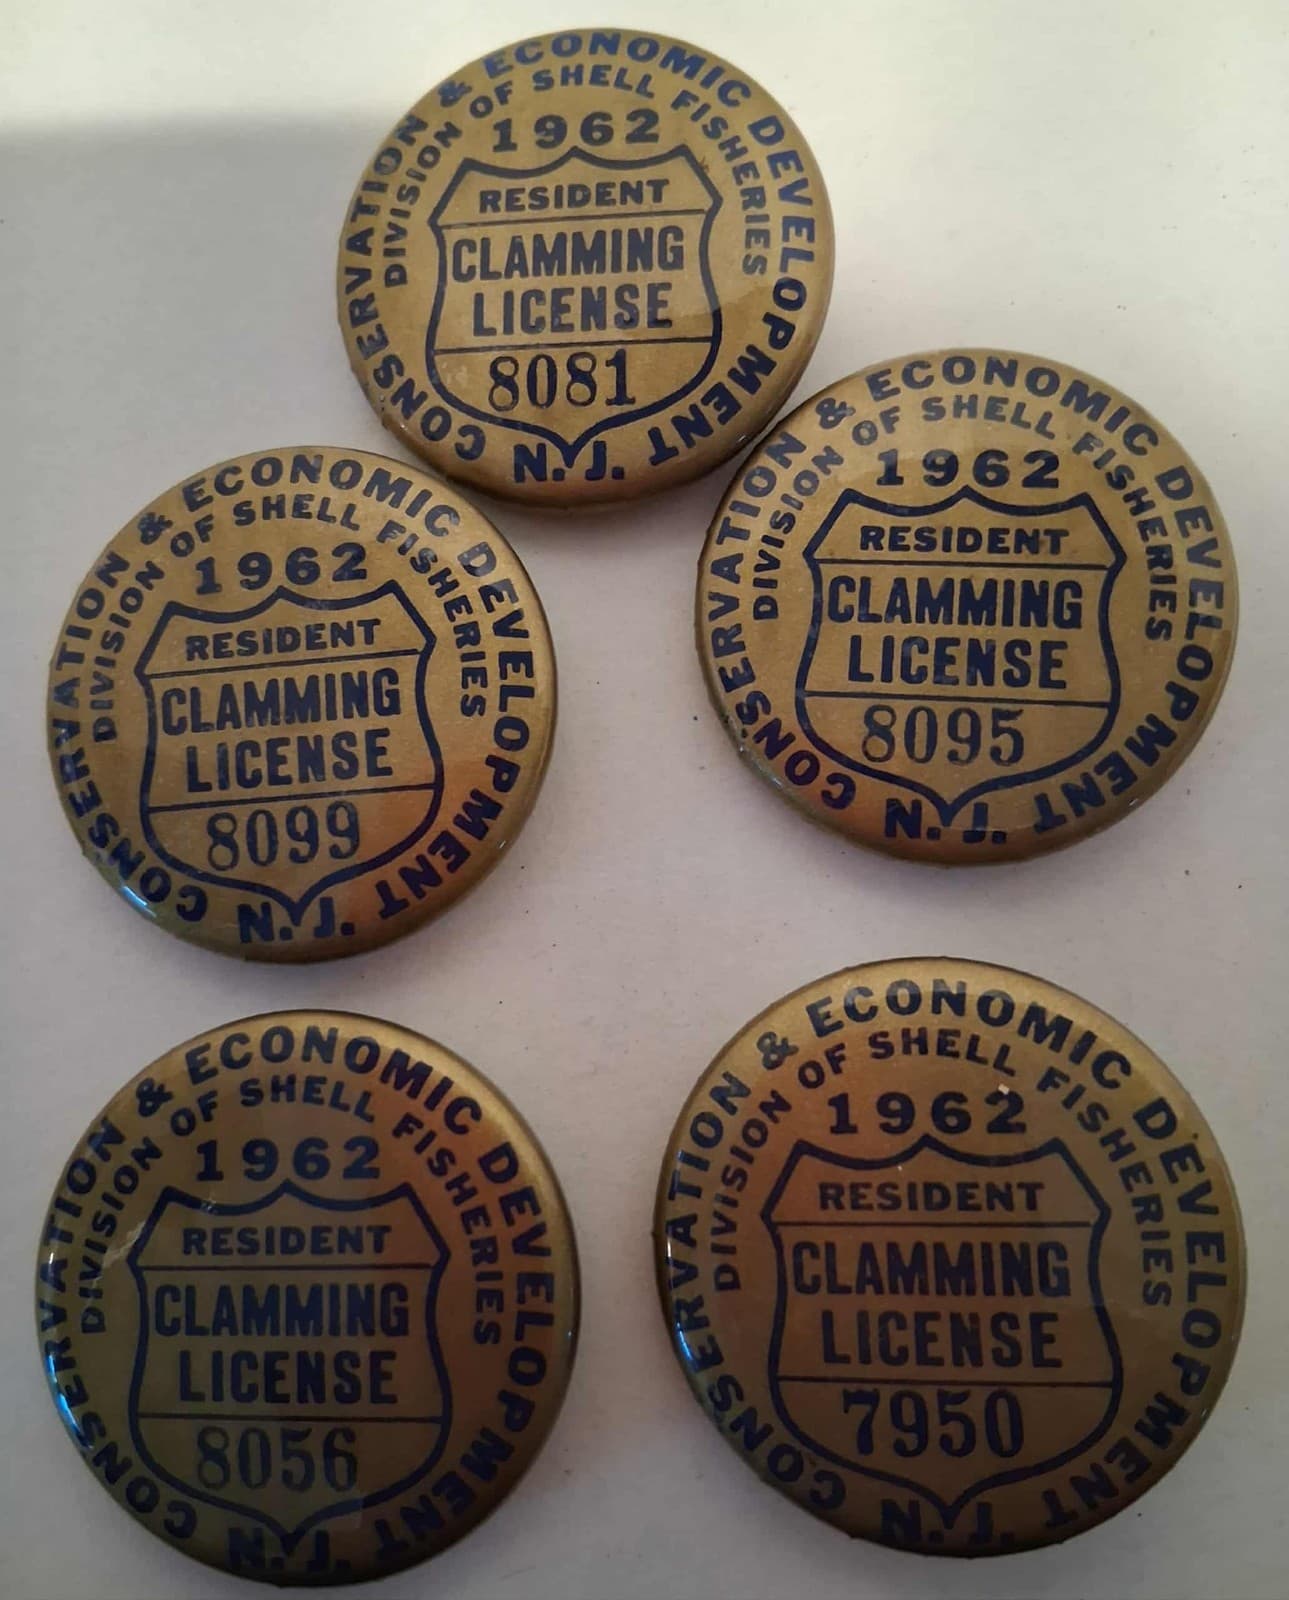 CONSERVATION & ECONOMIC DEVELOPMENT
DIVISION OF SHELL FISHERIES
1962
RESIDENT
CLAMMING
LICENSE
8081
N. J.
CONSERVATION & ECONOMIC DEVELOPMENT
DIVISION OF SHELL FISHERIES
1962
RESIDENT
CLAMMING
LICENSE
8095
N. J.
CONSERVATION & ECONOMIC DEVELOPMENT
DIVISION OF SHELL FISHERIES
1962
RESIDENT
CLAMMING
LICENSE
8099
N. J.
CONSERVATION & ECONOMIC DEVELOPMENT
DIVISION OF SHELL FISHERIES
1962
RESIDENT
CLAMMING
LICENSE
8056
N. J.
CONSERVATION & ECONOMIC DEVELOPMENT
DIVISION OF SHELL FISHERIES
1962
RESIDENT
CLAMMING
LICENSE
7950
N. J.